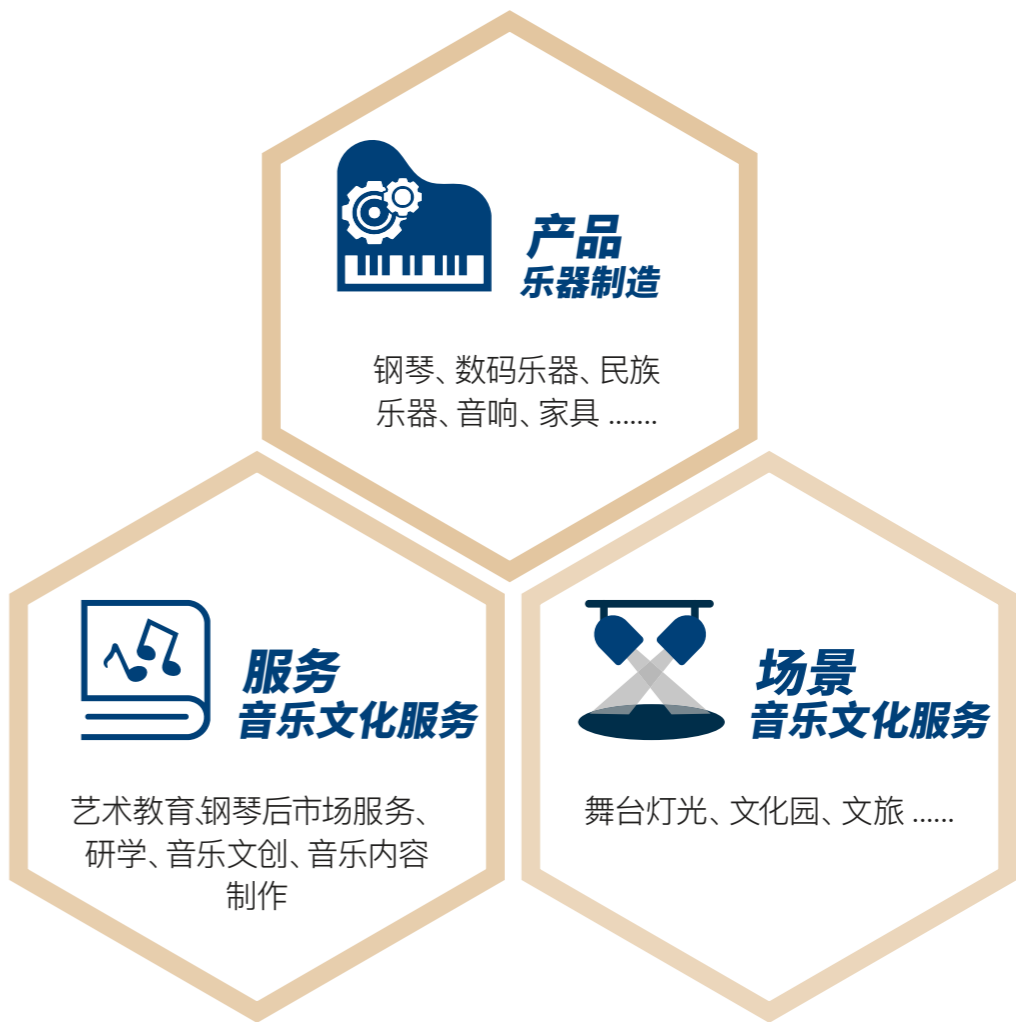 产品
乐器制造
钢琴、数码乐器、民族
乐器、音响、家具 .......
服务
音乐文化服务
艺术教育、钢琴后市场服务、
研学、音乐文创、音乐内容
制作
场景
音乐文化服务
舞台灯光、文化园、文旅 ......